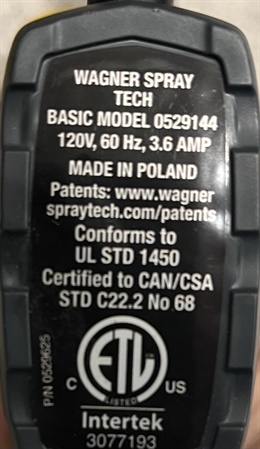 WAGNER SPRAY
TECH
BASIC MODEL 0529144
120V, 60 Hz, 3.6 AMP
MADE IN POLAND
Patents: www.wagner
spraytech.com/patents
Conforms to
UL STD 1450
Certified to CAN/CSA
STD C22.2 No 68
P/N 0529625
ETL
C US
LISTED
Intertek
3077193